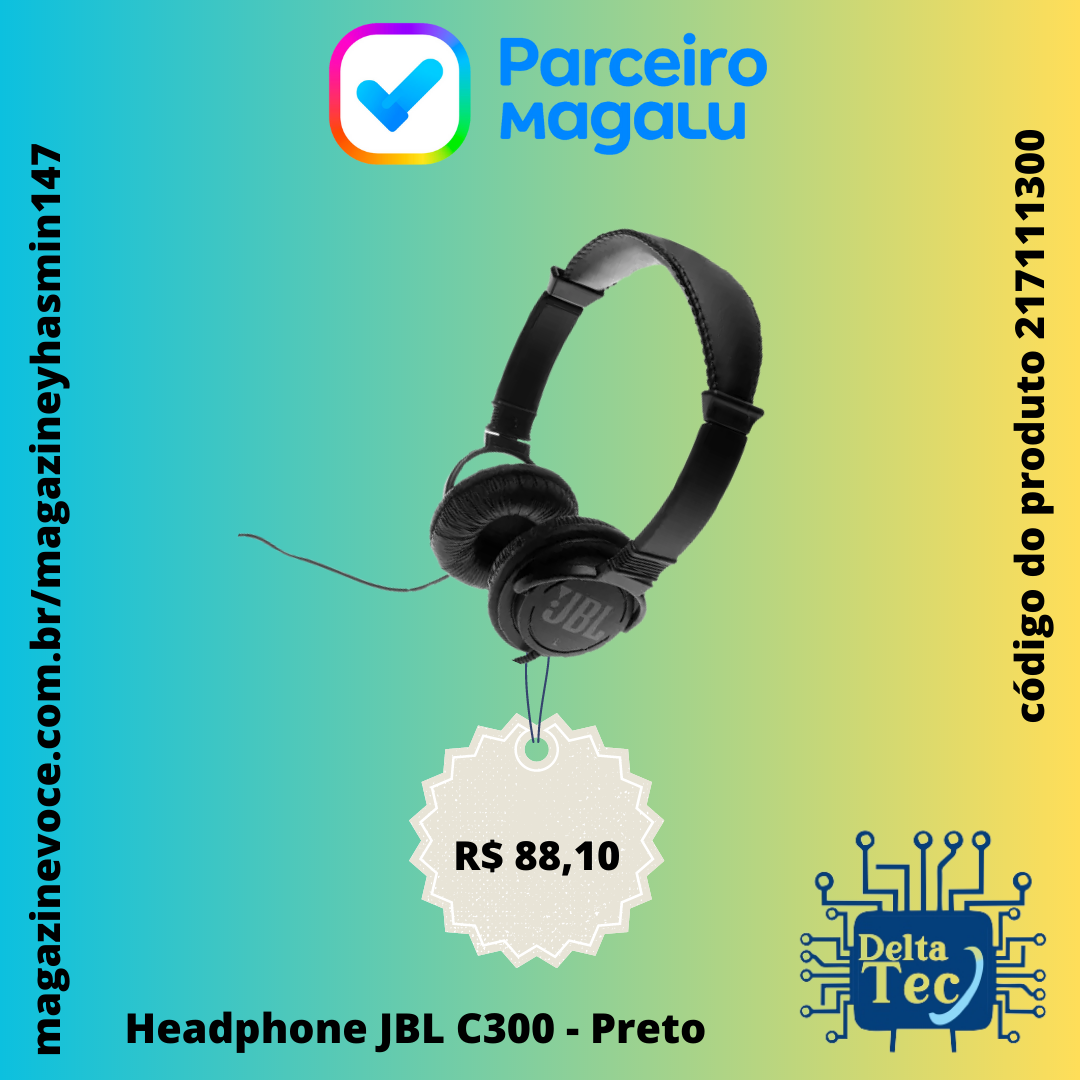 Parceiro
Magalu
magazinevoce.com.br/magazineyhasmin147
código do produto 217111300
JBL
R$ 88,10
Delta
Tec
Headphone JBL C300 - Preto